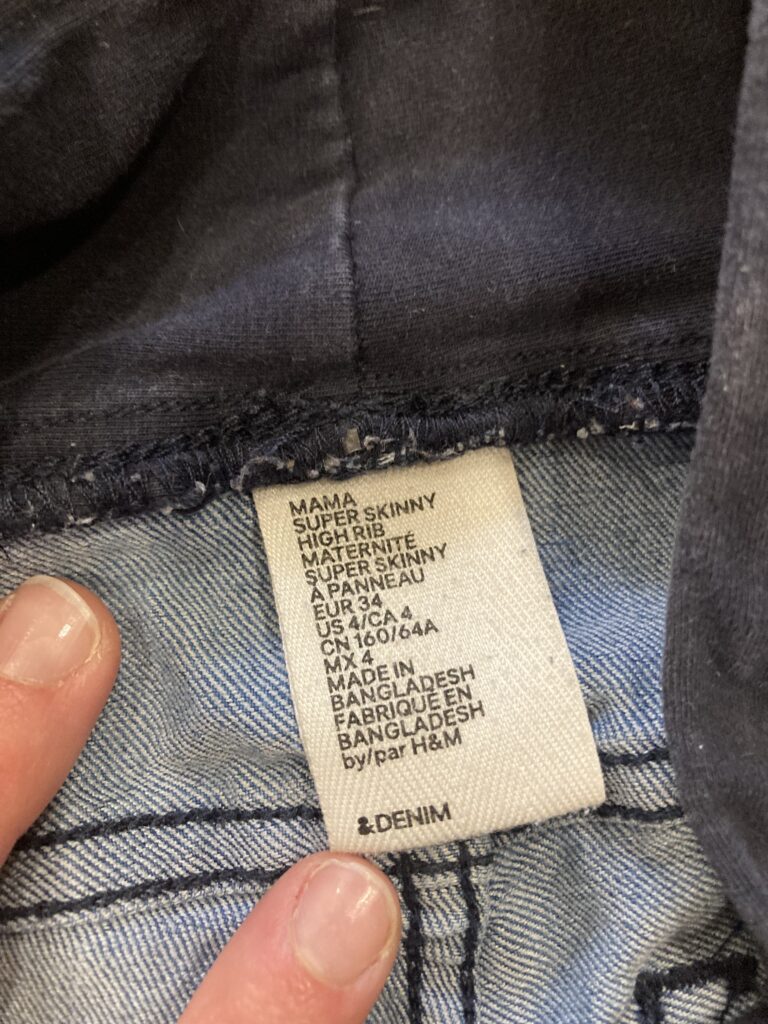 MAMA
SUPER SKINNY
HIGH RIB
MATERNITÉ
SUPER SKINNY
À PANNEAU
EUR 34
US 4/CA 4
CN 160/64A
MX 4
MADE IN
BANGLADESH
FABRIQUE EN
BANGLADESH
by/par H&M
&DENIM